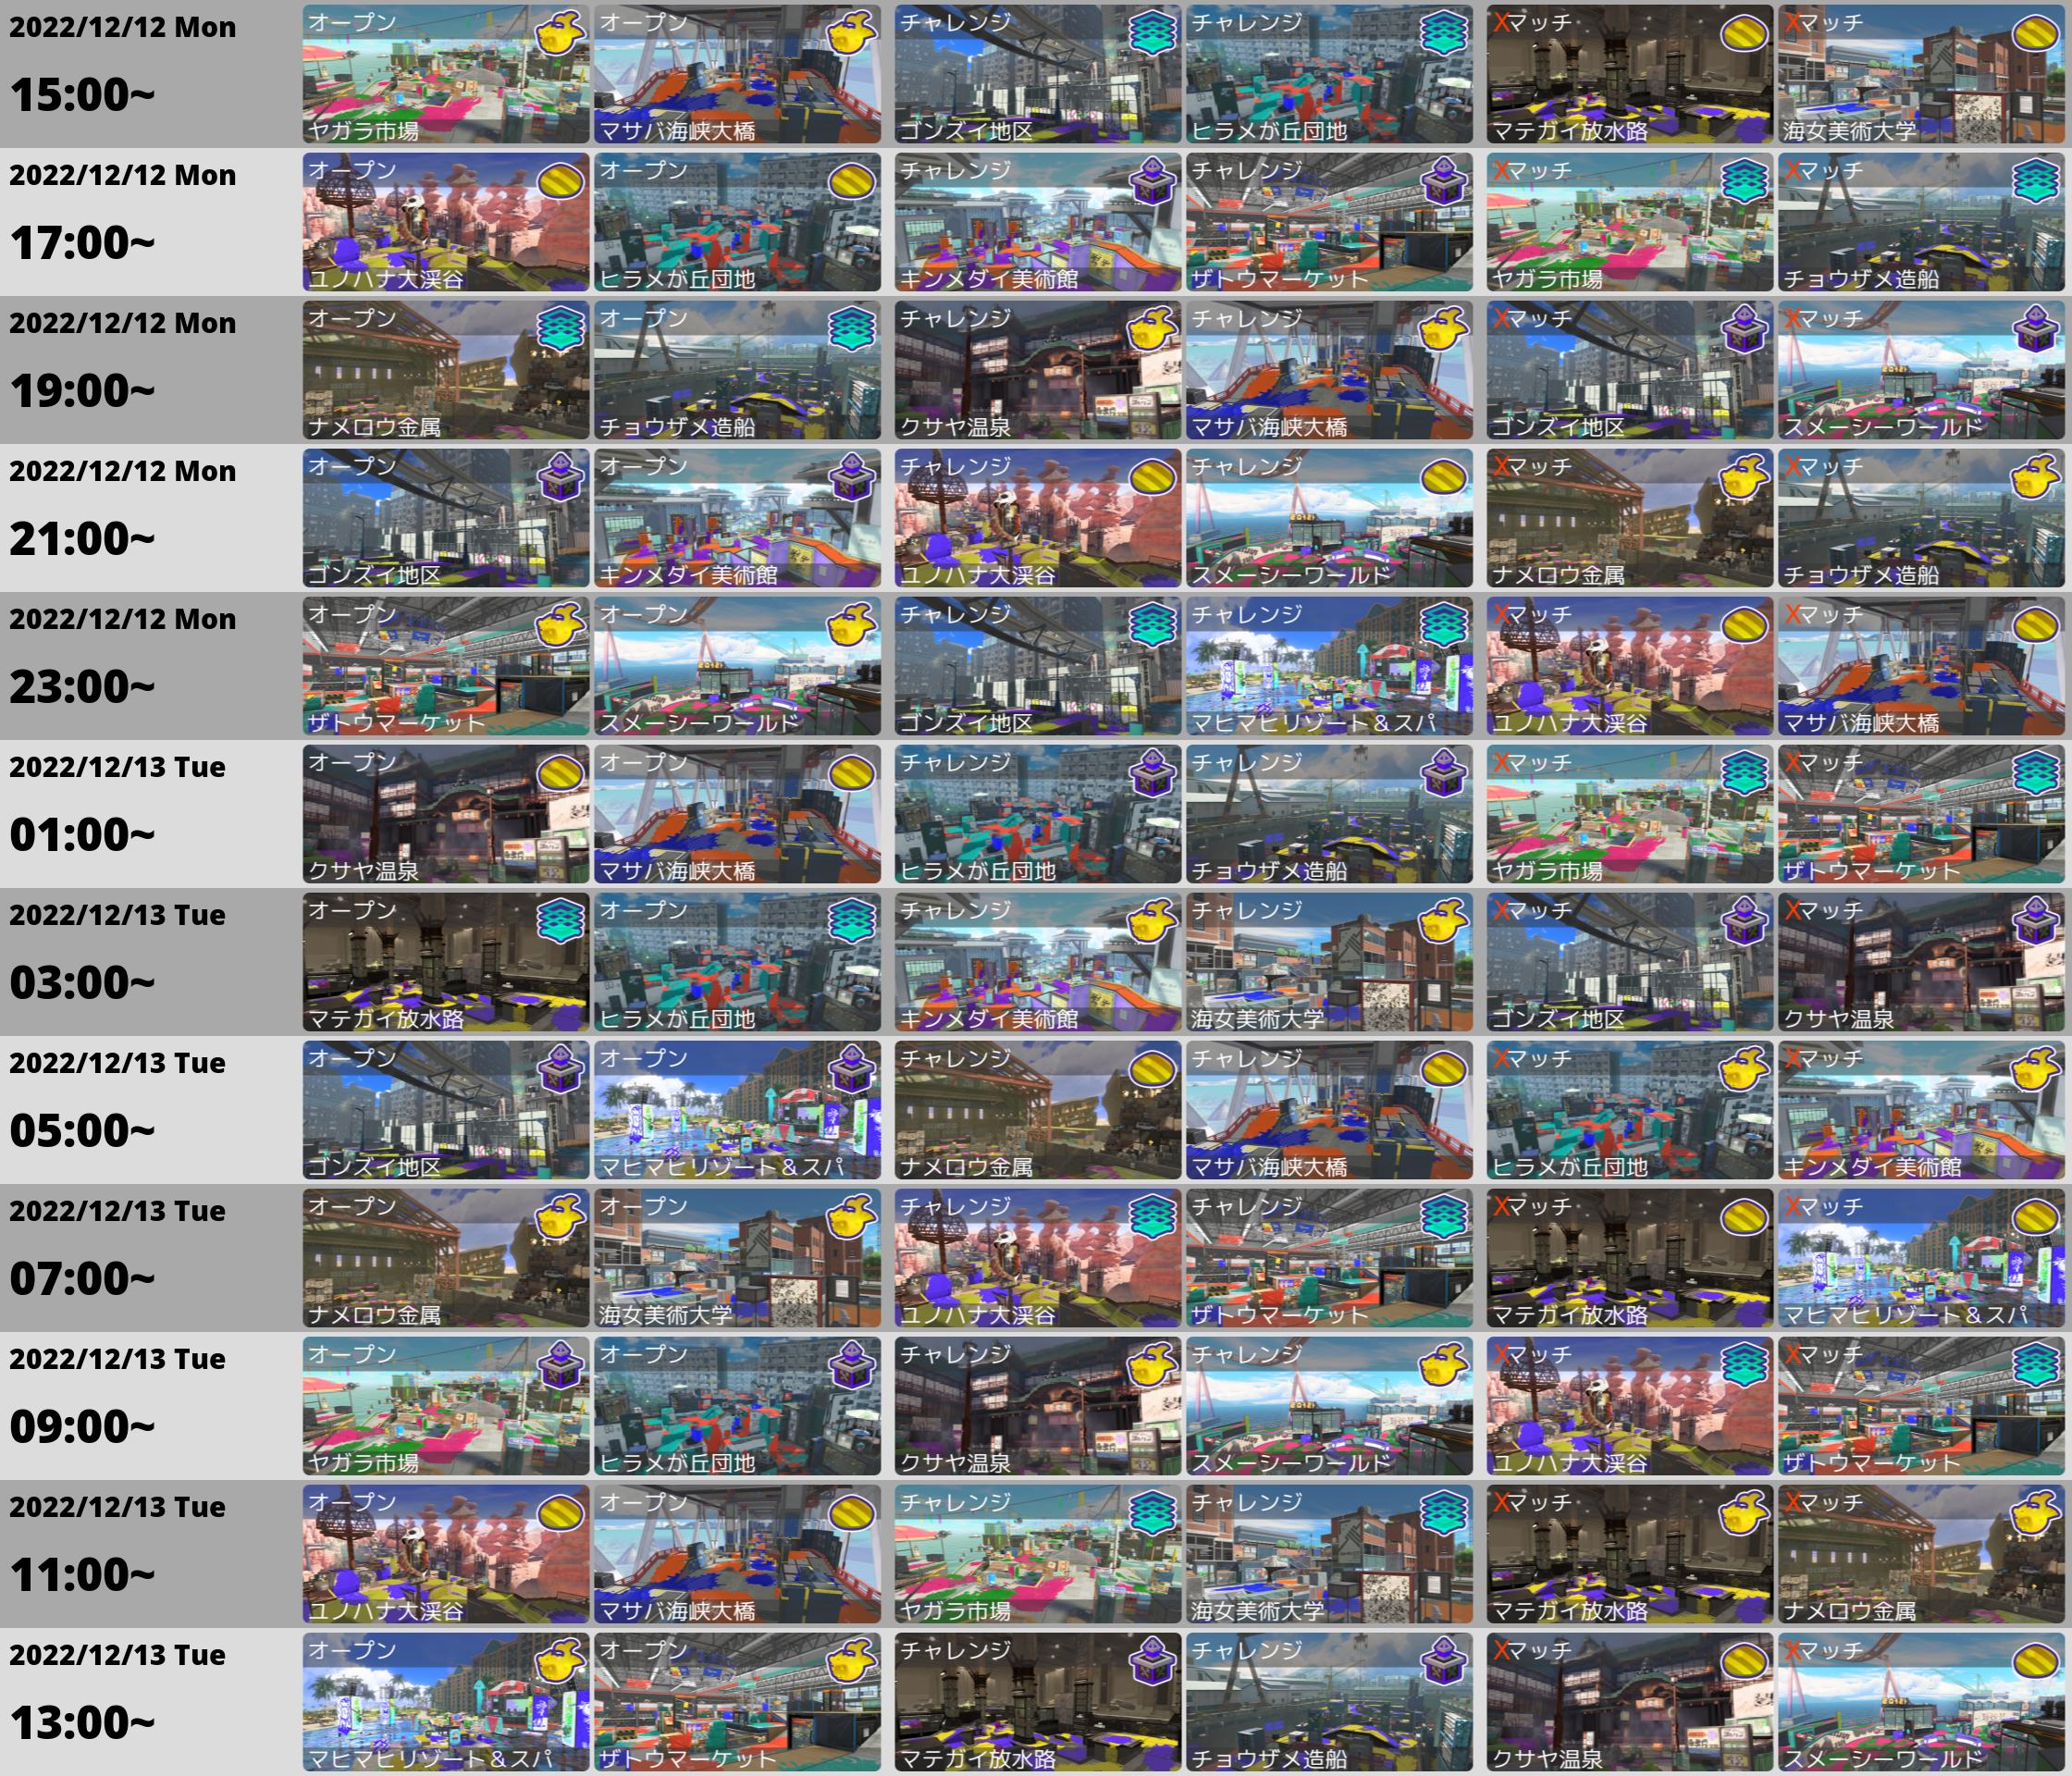 2022/12/12 Mon
15:00~
オープン オープン チャレンジ チャレンジ Xマッチ Xマッチ
ヤガラ市場 マサバ海峡大橋 ゴンズイ地区 ヒラメが丘団地 マテガイ放水路 海女美術大学
2022/12/12 Mon
17:00~
オープン オープン チャレンジ チャレンジ Xマッチ Xマッチ
ユノハナ大渓谷 ヒラメが丘団地 キンメダイ美術館 ザトウマーケット ヤガラ市場 チョウザメ造船
2022/12/12 Mon
19:00~
オープン オープン チャレンジ チャレンジ Xマッチ Xマッチ
ナメロウ金属 チョウザメ造船 クサヤ温泉 マサバ海峡大橋 ゴンズイ地区 スメーシーワールド
2022/12/12 Mon
21:00~
オープン オープン チャレンジ チャレンジ Xマッチ Xマッチ
ゴンズイ地区 キンメダイ美術館 ユノハナ大渓谷 スメーシーワールド ナメロウ金属 チョウザメ造船
2022/12/12 Mon
23:00~
オープン オープン チャレンジ チャレンジ Xマッチ Xマッチ
ザトウマーケット スメーシーワールド ゴンズイ地区 マヒマヒリゾート＆スパ ユノハナ大渓谷 マサバ海峡大橋
2022/12/13 Tue
01:00~
オープン オープン チャレンジ チャレンジ Xマッチ Xマッチ
クサヤ温泉 マサバ海峡大橋 ヒラメが丘団地 チョウザメ造船 ヤガラ市場 ザトウマーケット
2022/12/13 Tue
03:00~
オープン オープン チャレンジ チャレンジ Xマッチ Xマッチ
マテガイ放水路 ヒラメが丘団地 キンメダイ美術館 海女美術大学 ゴンズイ地区 クサヤ温泉
2022/12/13 Tue
05:00~
オープン オープン チャレンジ チャレンジ Xマッチ Xマッチ
ゴンズイ地区 マヒマヒリゾート＆スパ ナメロウ金属 マサバ海峡大橋 ヒラメが丘団地 キンメダイ美術館
2022/12/13 Tue
07:00~
オープン オープン チャレンジ チャレンジ Xマッチ Xマッチ
ナメロウ金属 海女美術大学 ユノハナ大渓谷 ザトウマーケット マテガイ放水路 マヒマヒリゾート＆スパ
2022/12/13 Tue
09:00~
オープン オープン チャレンジ チャレンジ Xマッチ Xマッチ
ヤガラ市場 ヒラメが丘団地 クサヤ温泉 スメーシーワールド ユノハナ大渓谷 ザトウマーケット
2022/12/13 Tue
11:00~
オープン オープン チャレンジ チャレンジ Xマッチ Xマッチ
ユノハナ大渓谷 マサバ海峡大橋 ヤガラ市場 海女美術大学 マテガイ放水路 ナメロウ金属
2022/12/13 Tue
13:00~
オープン オープン チャレンジ チャレンジ Xマッチ Xマッチ
マヒマヒリゾート＆スパ ザトウマーケット マテガイ放水路 チョウザメ造船 クサヤ温泉 スメーシーワールド